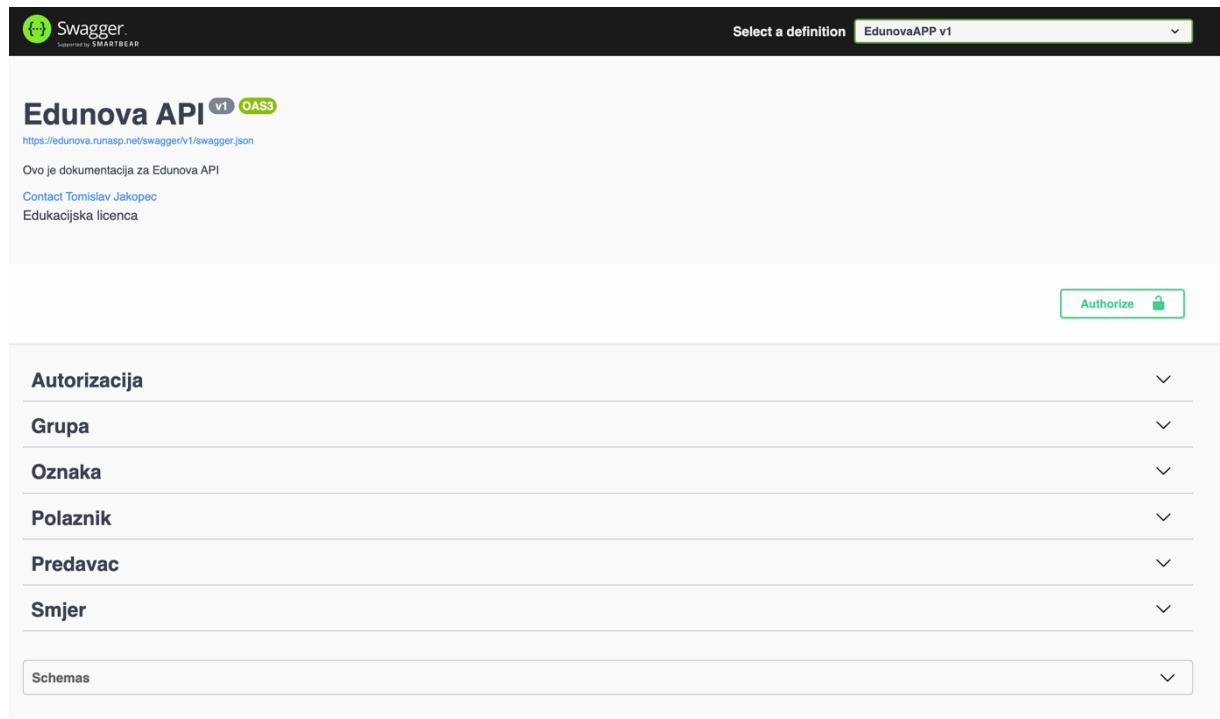 Swagger.
Supported by SMARTBEAR
Select a definition EdunovaAPP v1
Edunova API v1 OAS3
https://edunova.runasp.net/swagger/v1/swagger.json
Ovo je dokumentacija za Edunova API
Contact Tomislav Jakopec
Edukacijska licenca
Authorize
Autorizacija
Grupa
Oznaka
Polaznik
Predavac
Smjer
Schemas